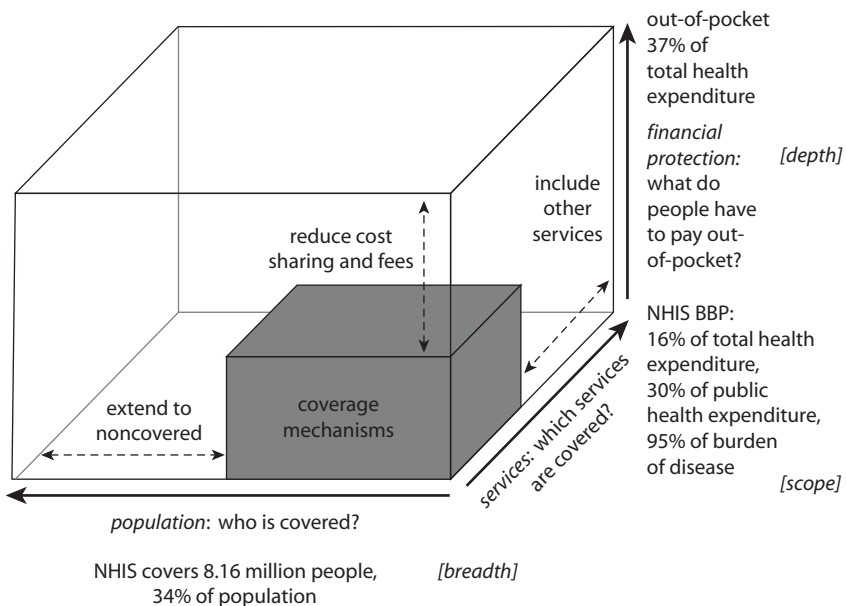 out-of-pocket
37% of
total health
expenditure
financial
protection: [depth]
what do
people have
to pay out-
of-pocket?
include
other
services
reduce cost
sharing and fees
NHIS BBP:
16% of total health
expenditure,
30% of public
health expenditure,
95% of burden
of disease
[scope]
extend to
noncovered
coverage
mechanisms
services: which services
are covered?
population: who is covered?
NHIS covers 8.16 million people, [breadth]
34% of population